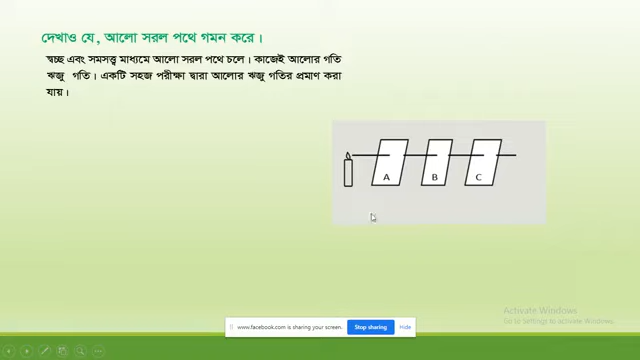 দেখাও যে, আলো সরল পথে গমন করে।
স্বচ্ছ এবং সমসত্ত্ব মাধ্যমে আলো সরল পথে চলে। কাজেই আলোর গতি
ঋজু গতি। একটি সহজ পরীক্ষা দ্বারা আলোর ঋজু গতির প্রমাণ করা
যায়।
A B C
Activate Windows
Go to Settings to activate Windows.
www.facebook.com is sharing your screen. Stop sharing Hide